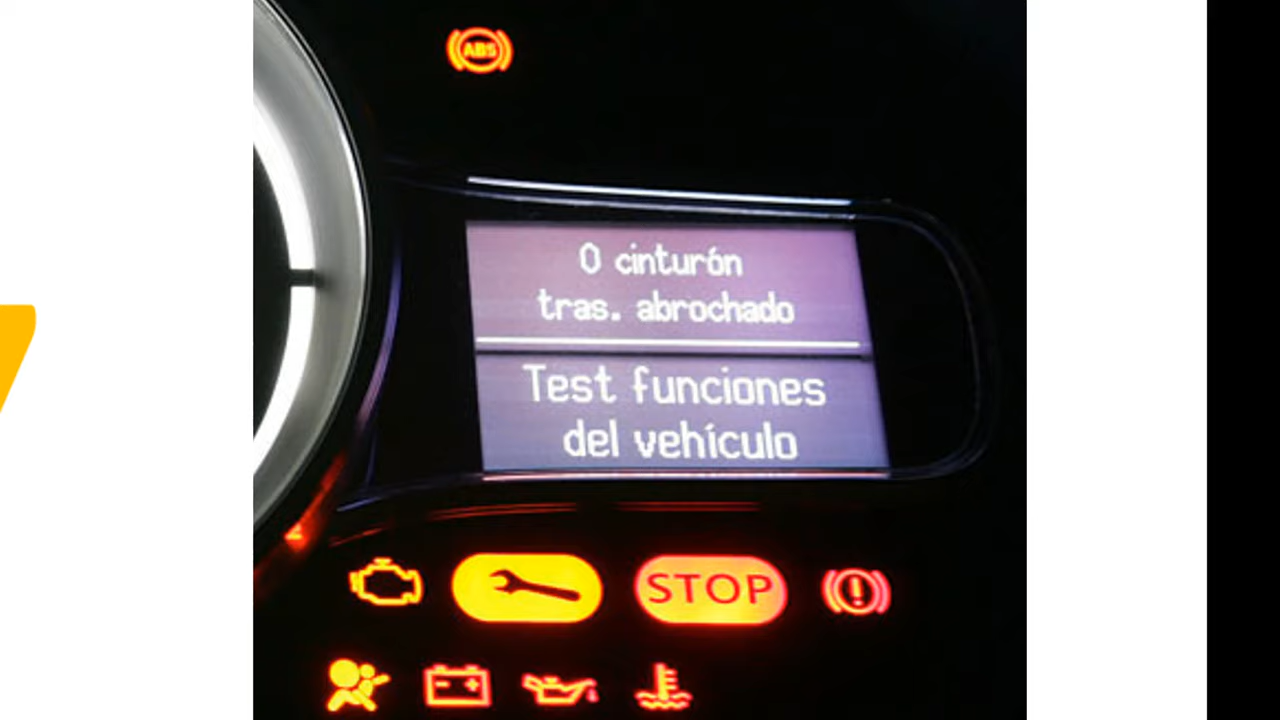 ABS
0 cinturón
tras. abrochado
Test funciones
del vehículo
STOP